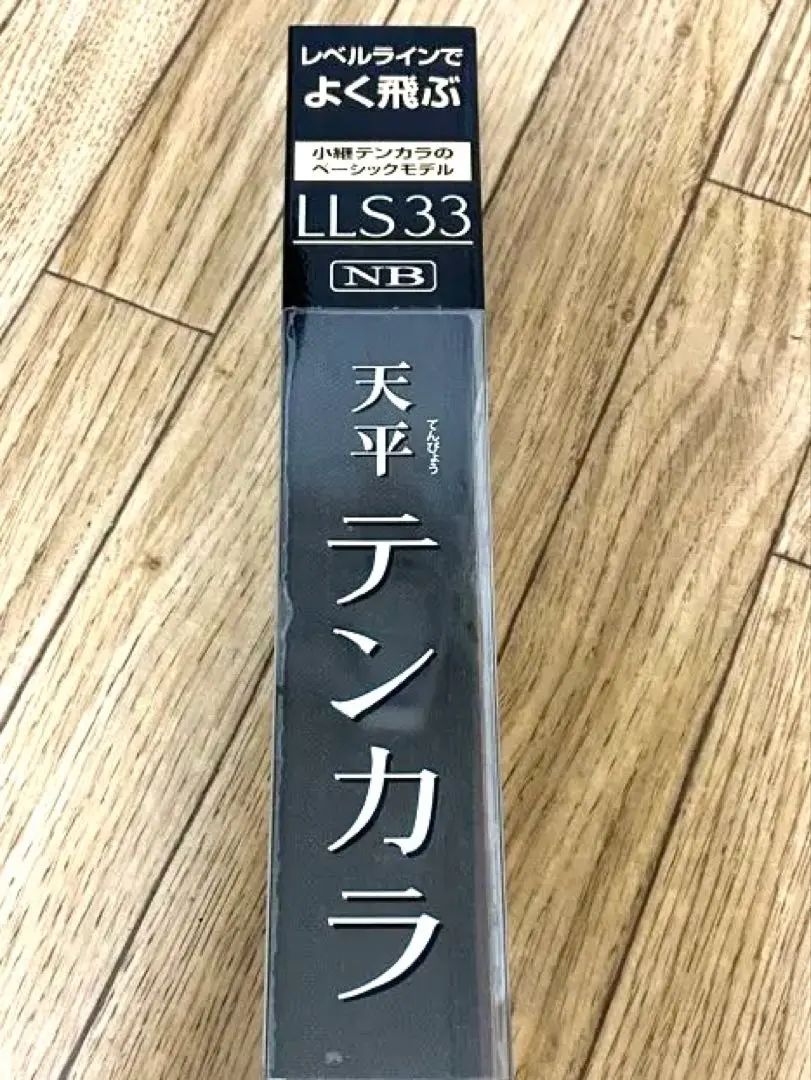 レベルラインで
よく飛ぶ
小継テンカラの
ベーシックモデル
LLS33
NB
天平
てんぴょう
テンカラ